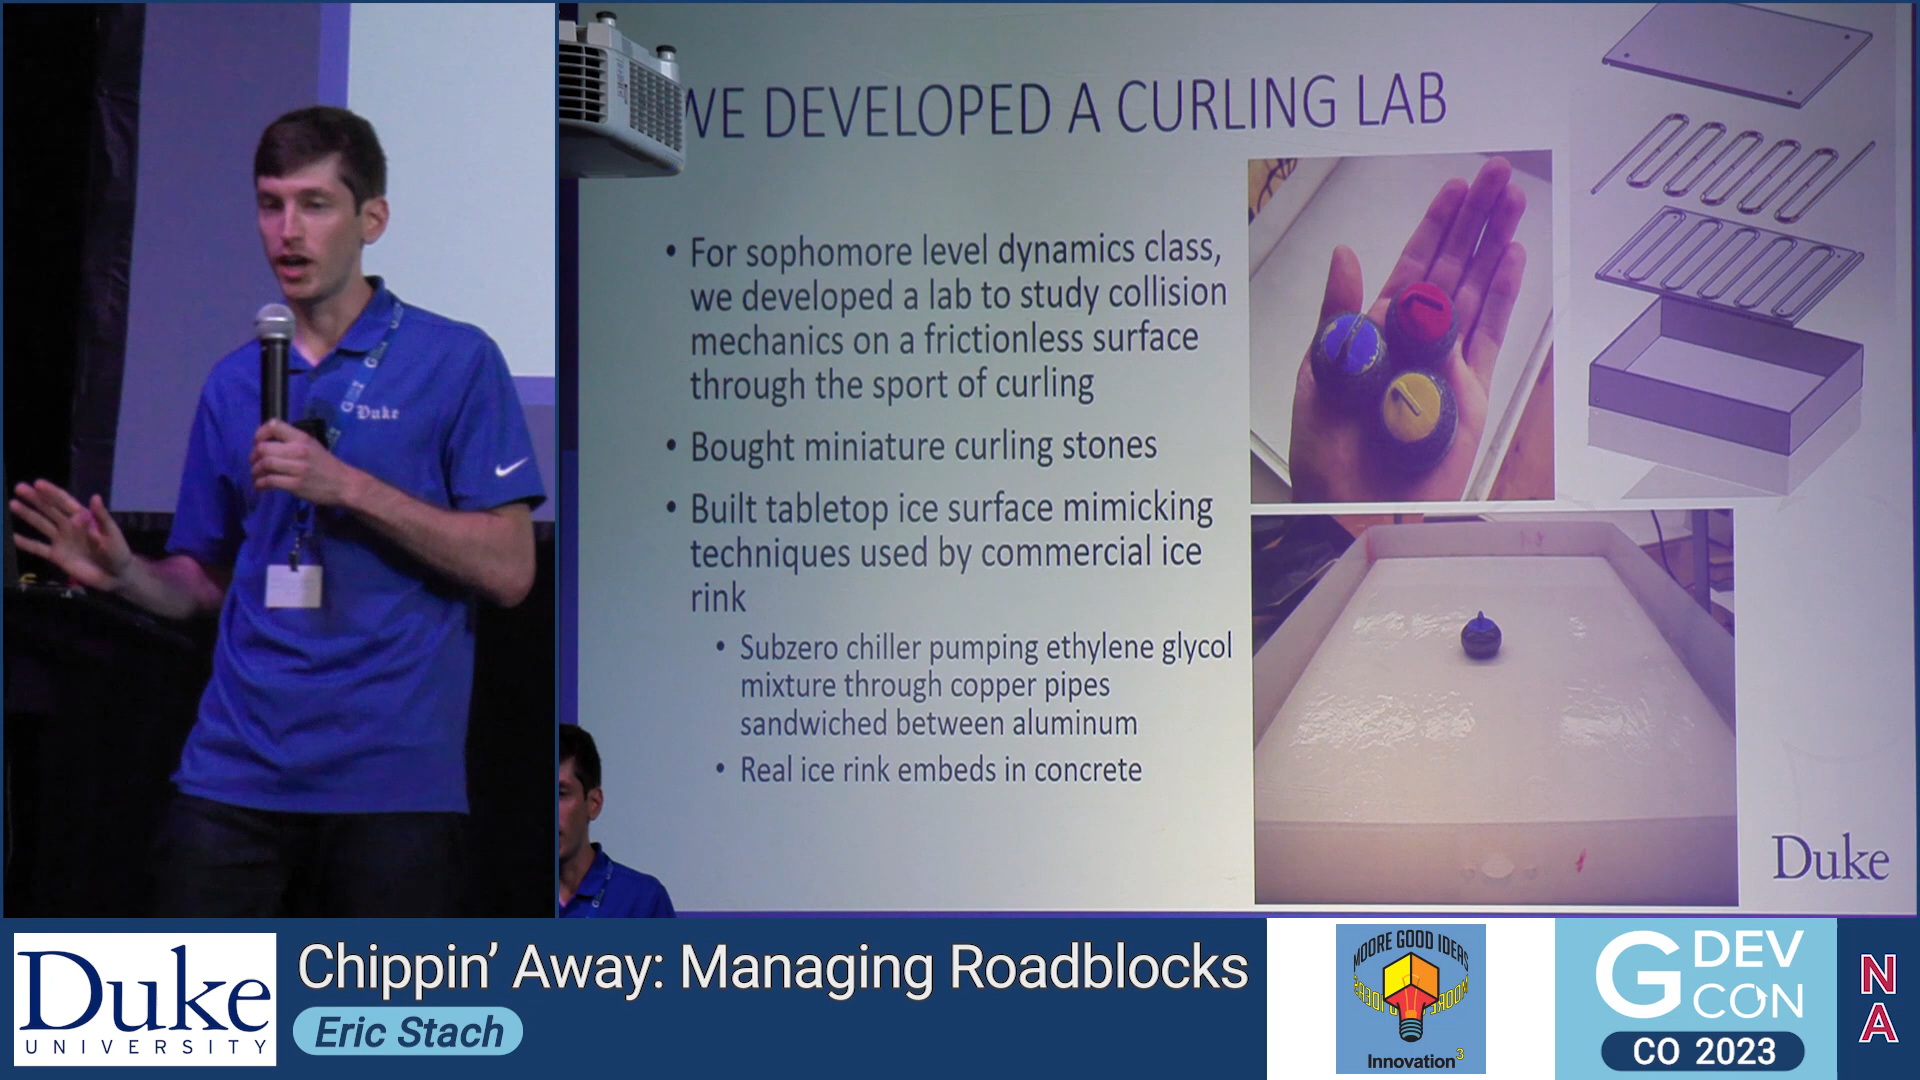 WE DEVELOPED A CURLING LAB
• For sophomore level dynamics class,
we developed a lab to study collision
mechanics on a frictionless surface
through the sport of curling
• Bought miniature curling stones
• Built tabletop ice surface mimicking
techniques used by commercial ice
rink
• Subzero chiller pumping ethylene glycol
mixture through copper pipes
sandwiched between aluminum
• Real ice rink embeds in concrete
Duke
Duke
Duke
UNIVERSITY
Chippin’ Away: Managing Roadblocks
Eric Stach
MOORE GOOD IDEAS
MOORE GOOD IDEAS
Innovation3
G DEV
CON
CO 2023
NA